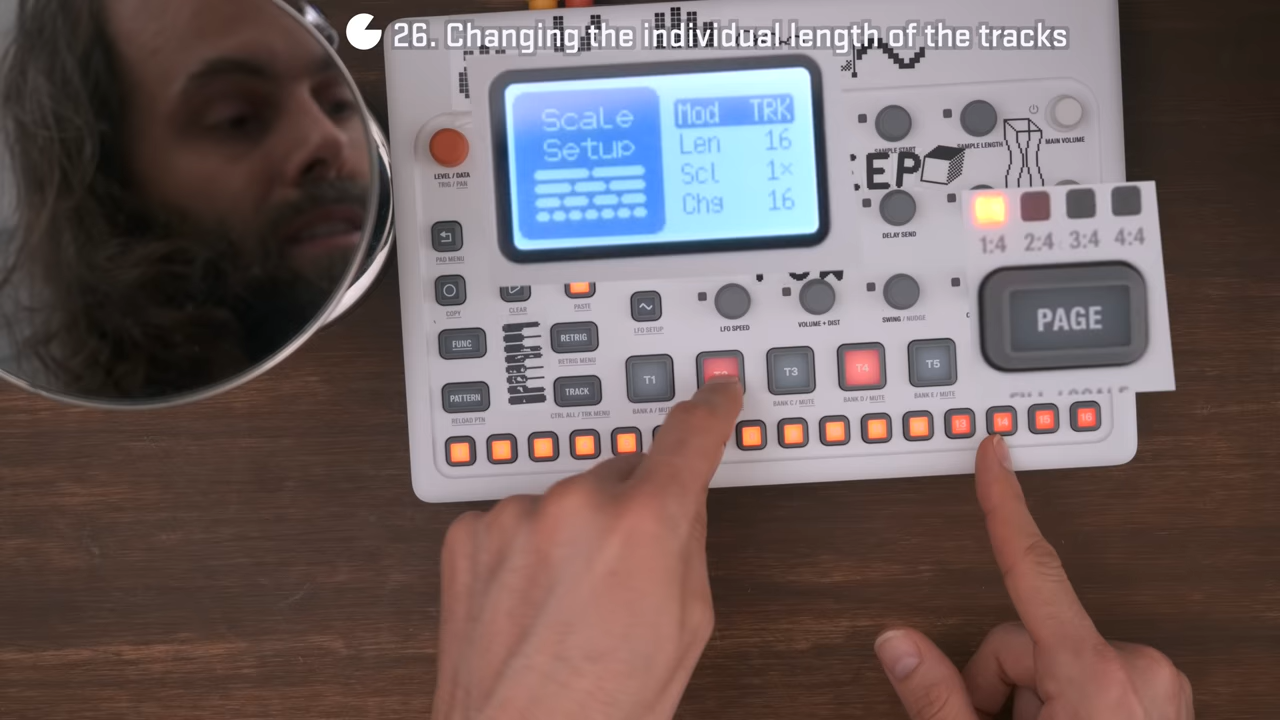 26. Changing the individual length of the tracks
Scale
Setup
Mod TRK
Len 16
Scl 1×
Chg 16
LEVEL / DATA
TRIG / PAN
SAMPLE START
SAMPLE LENGTH
MAIN VOLUME
EP
DELAY SEND
1:4 2:4 3:4 4:4
PAGE
PAD MENU
COPY
CLEAR
PASTE
LFO SETUP
LFO SPEED
VOLUME + DIST
SWING / NUDGE
FUNC
RETRIG
RETRIG MENU
PATTERN
RELOAD PTN
TRACK
CTRL ALL / TRK MENU
T1
T3
T4
T5
BANK A / MUTE
BANK C / MUTE
BANK D / MUTE
BANK E / MUTE
13
14
15
16